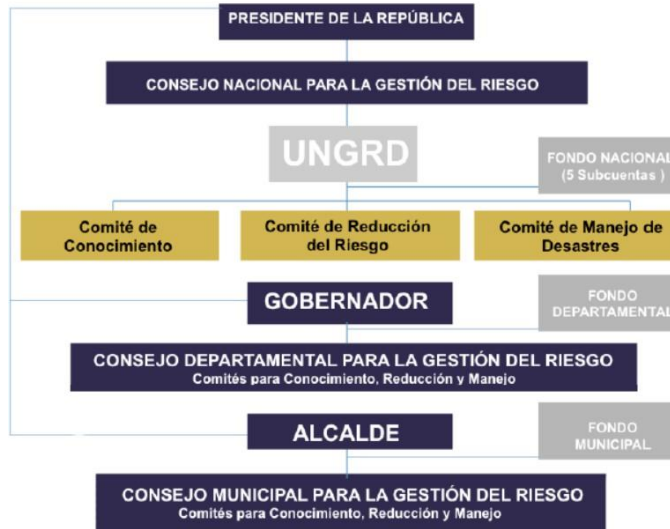 PRESIDENTE DE LA REPÚBLICA
CONSEJO NACIONAL PARA LA GESTIÓN DEL RIESGO
UNGRD
FONDO NACIONAL
(5 Subcuentas )
Comité de
Conocimiento
Comité de Reducción
del Riesgo
Comité de Manejo de
Desastres
GOBERNADOR
FONDO
DEPARTAMENTAL
CONSEJO DEPARTAMENTAL PARA LA GESTIÓN DEL RIESGO
Comités para Conocimiento, Reducción y Manejo
ALCALDE
FONDO
MUNICIPAL
CONSEJO MUNICIPAL PARA LA GESTIÓN DEL RIESGO
Comités para Conocimiento, Reducción y Manejo